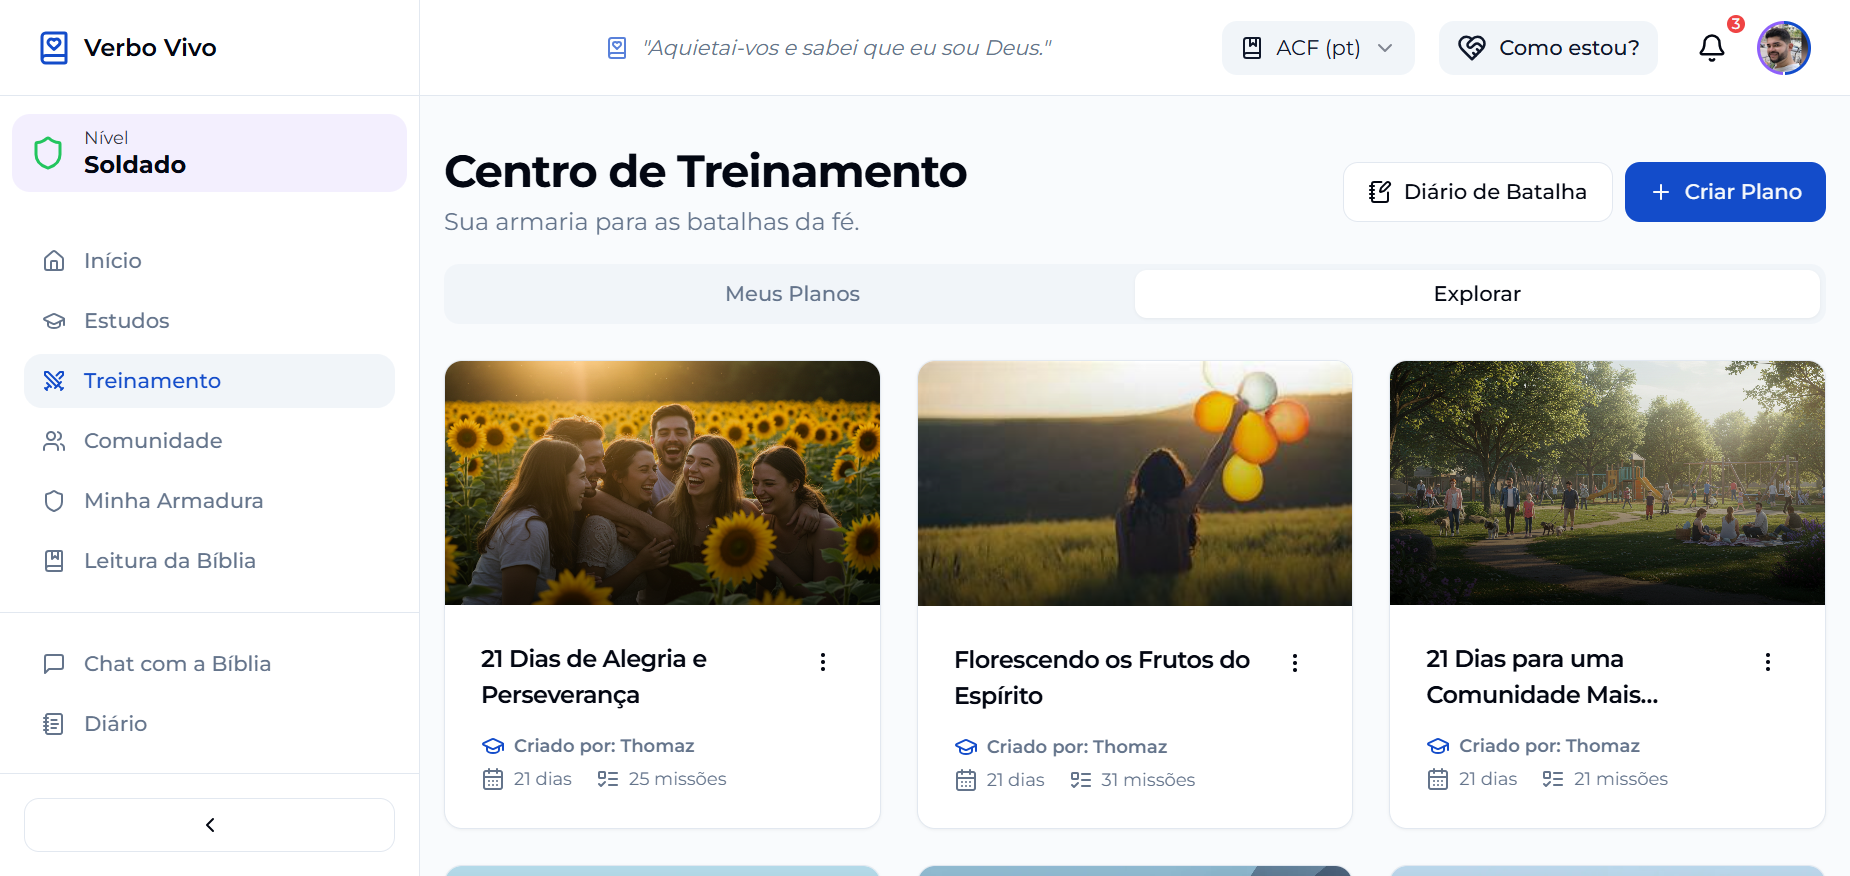 Verbo Vivo
"Aquietai-vos e sabei que eu sou Deus."
ACF (pt)
Como estou?
3
Nível
Soldado
Início
Estudos
Treinamento
Comunidade
Minha Armadura
Leitura da Bíblia
Chat com a Bíblia
Diário
Centro de Treinamento
Sua armaria para as batalhas da fé.
Diário de Batalha
Criar Plano
Meus Planos
Explorar
21 Dias de Alegria e
Perseverança
Criado por: Thomaz
21 dias
25 missões
Florescendo os Frutos do
Espírito
Criado por: Thomaz
21 dias
31 missões
21 Dias para uma
Comunidade Mais...
Criado por: Thomaz
21 dias
21 missões